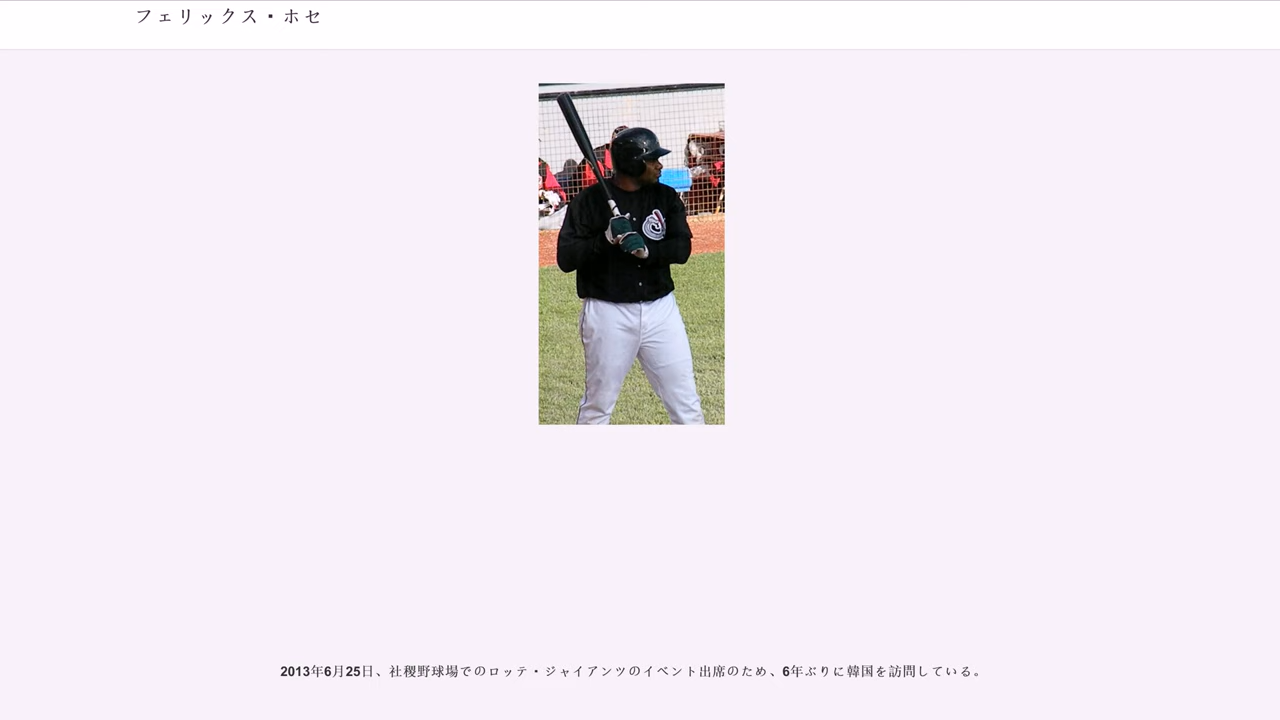 フェリックス・ホセ
2013年6月25日、社稷野球場でのロッテ・ジャイアンツのイベント出席のため、6年ぶりに韓国を訪問している。